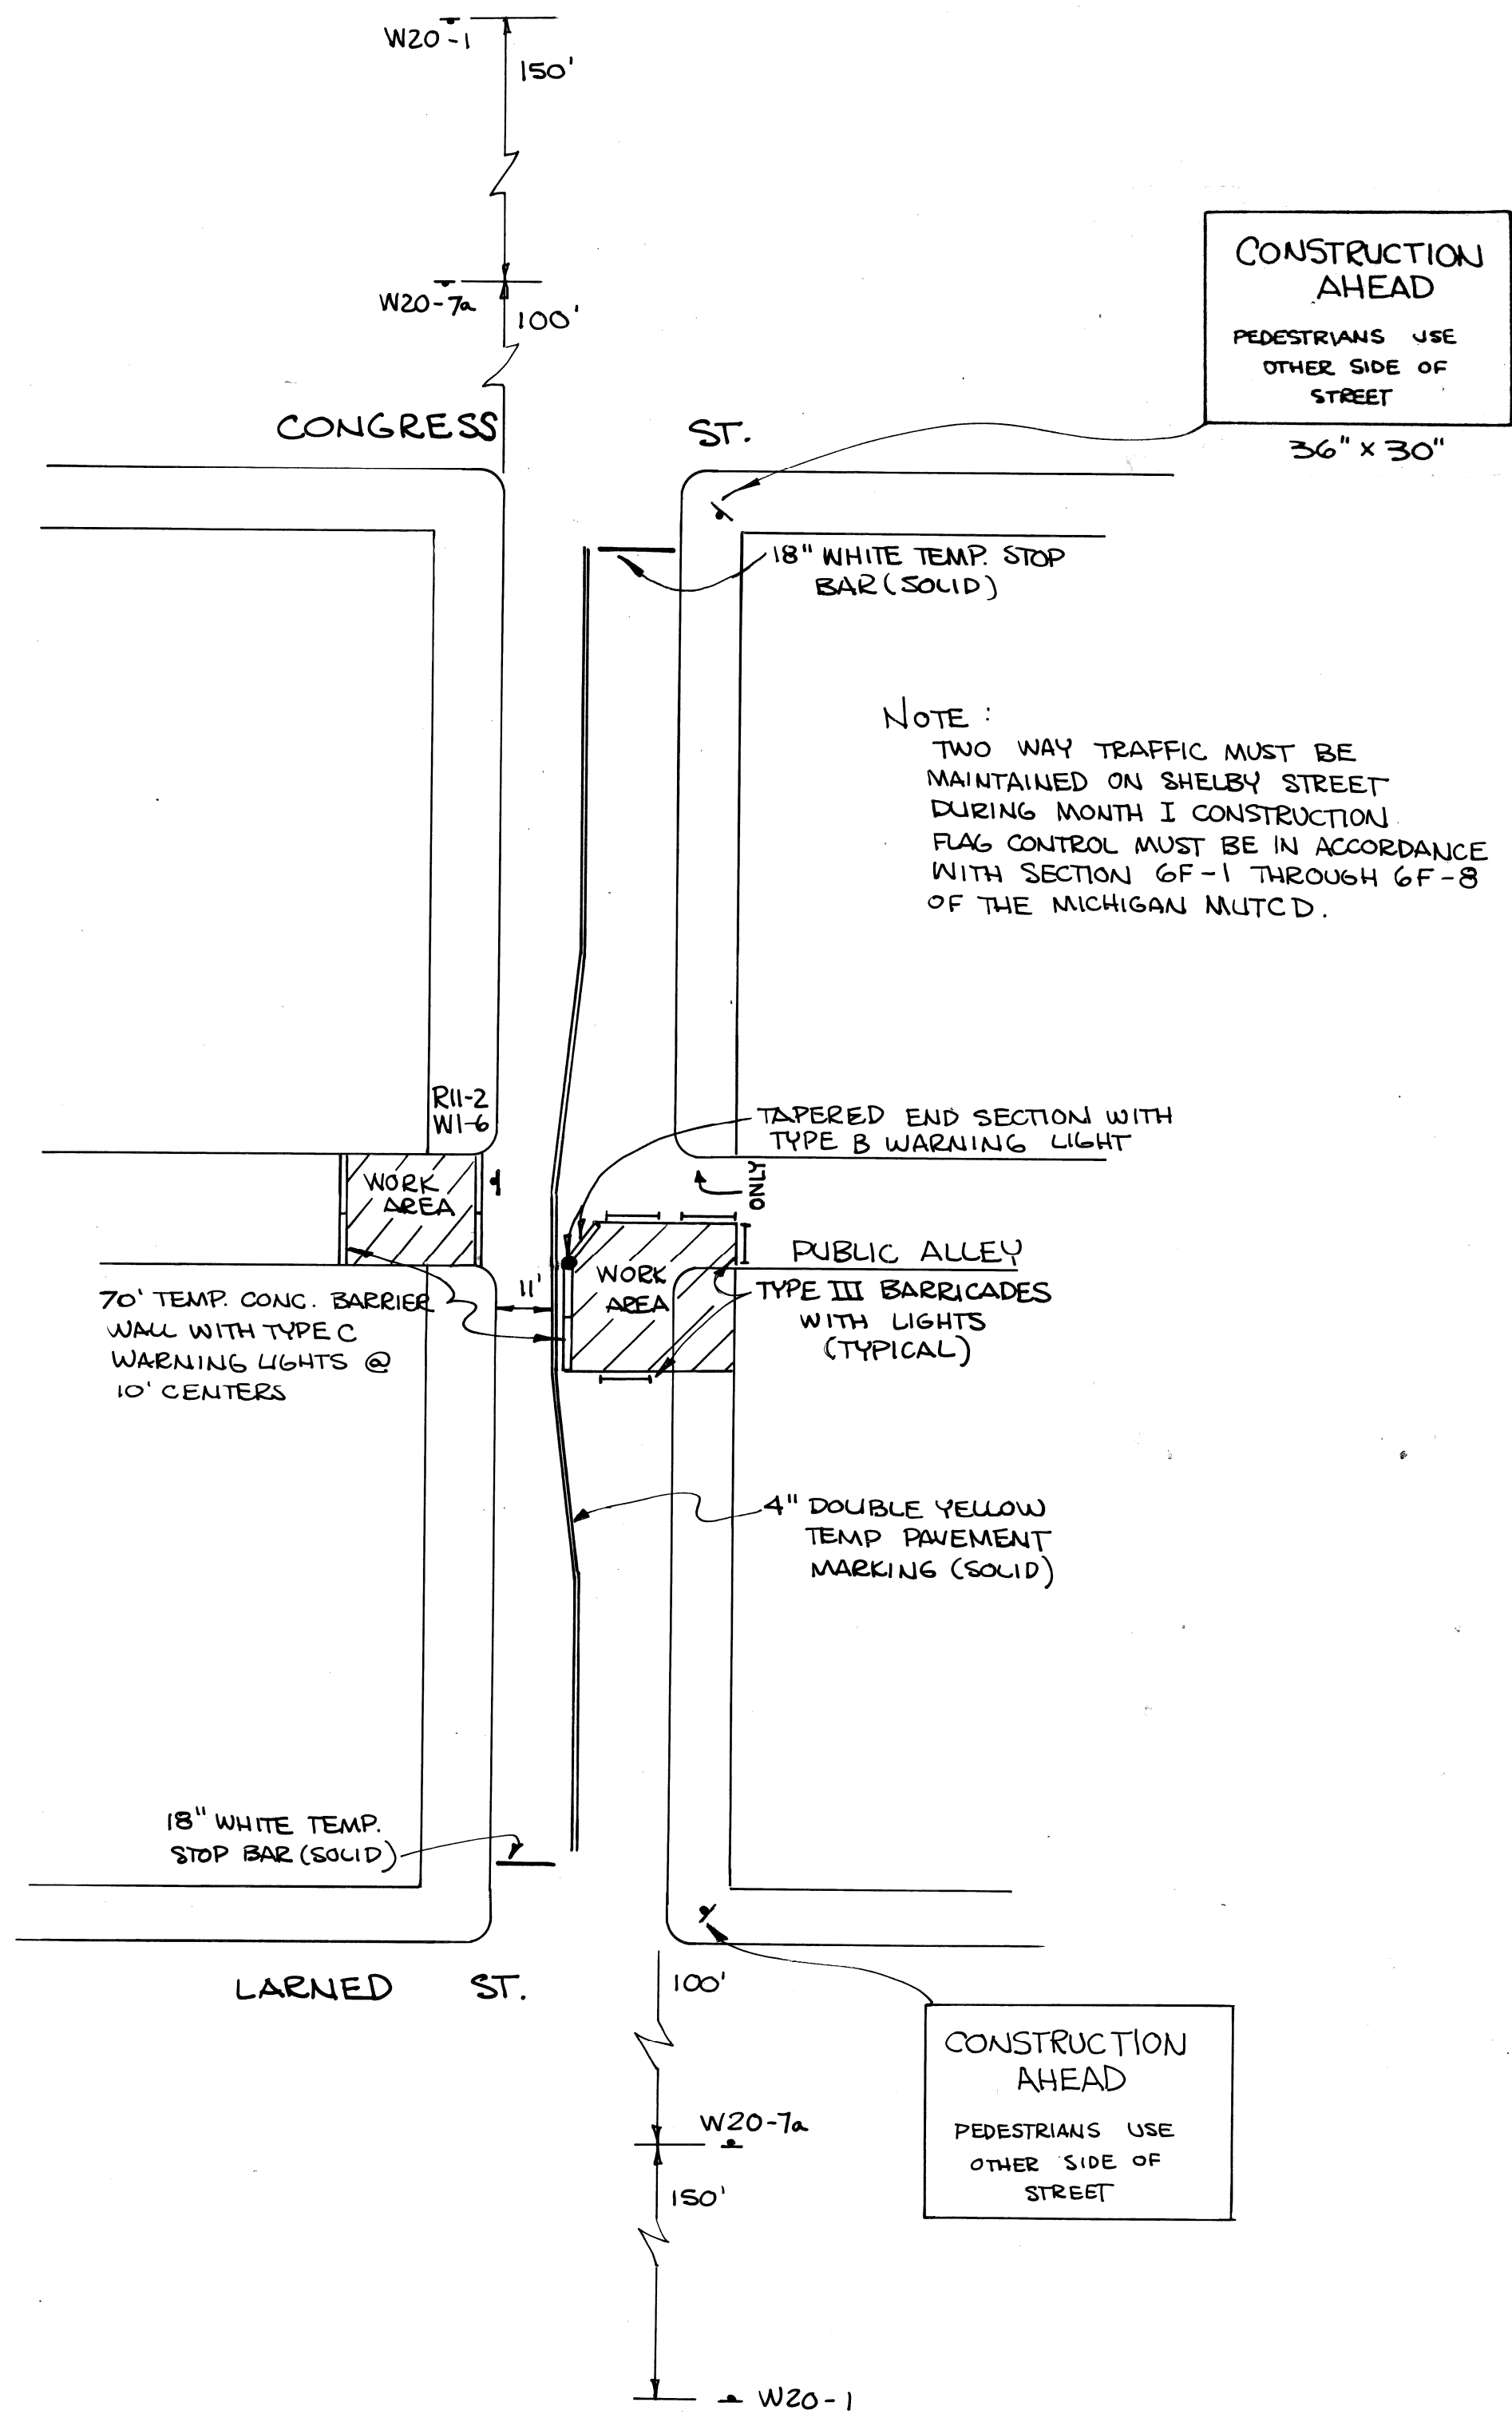 W20-1
150'
W20-7a
100'
CONSTRUCTION
AHEAD
PEDESTRIANS USE
OTHER SIDE OF
STREET
36" x 30"
CONGRESS ST.
18" WHITE TEMP. STOP
BAR (SOLID)
NOTE :
TWO WAY TRAFFIC MUST BE
MAINTAINED ON SHELBY STREET
DURING MONTH I CONSTRUCTION
FLAG CONTROL MUST BE IN ACCORDANCE
WITH SECTION 6F-1 THROUGH 6F-8
OF THE MICHIGAN MUTCD.
R11-2
W1-6
TAPERED END SECTION WITH
TYPE B WARNING LIGHT
WORK
AREA
ONLY
PUBLIC ALLEY
WORK
AREA
11'
TYPE III BARRICADES
WITH LIGHTS
(TYPICAL)
70' TEMP. CONC. BARRIER
WALL WITH TYPE C
WARNING LIGHTS @
10' CENTERS
4" DOUBLE YELLOW
TEMP PAVEMENT
MARKING (SOLID)
18" WHITE TEMP.
STOP BAR (SOLID)
LARNED ST.
100'
CONSTRUCTION
AHEAD
PEDESTRIANS USE
OTHER SIDE OF
STREET
W20-7a
150'
W20-1